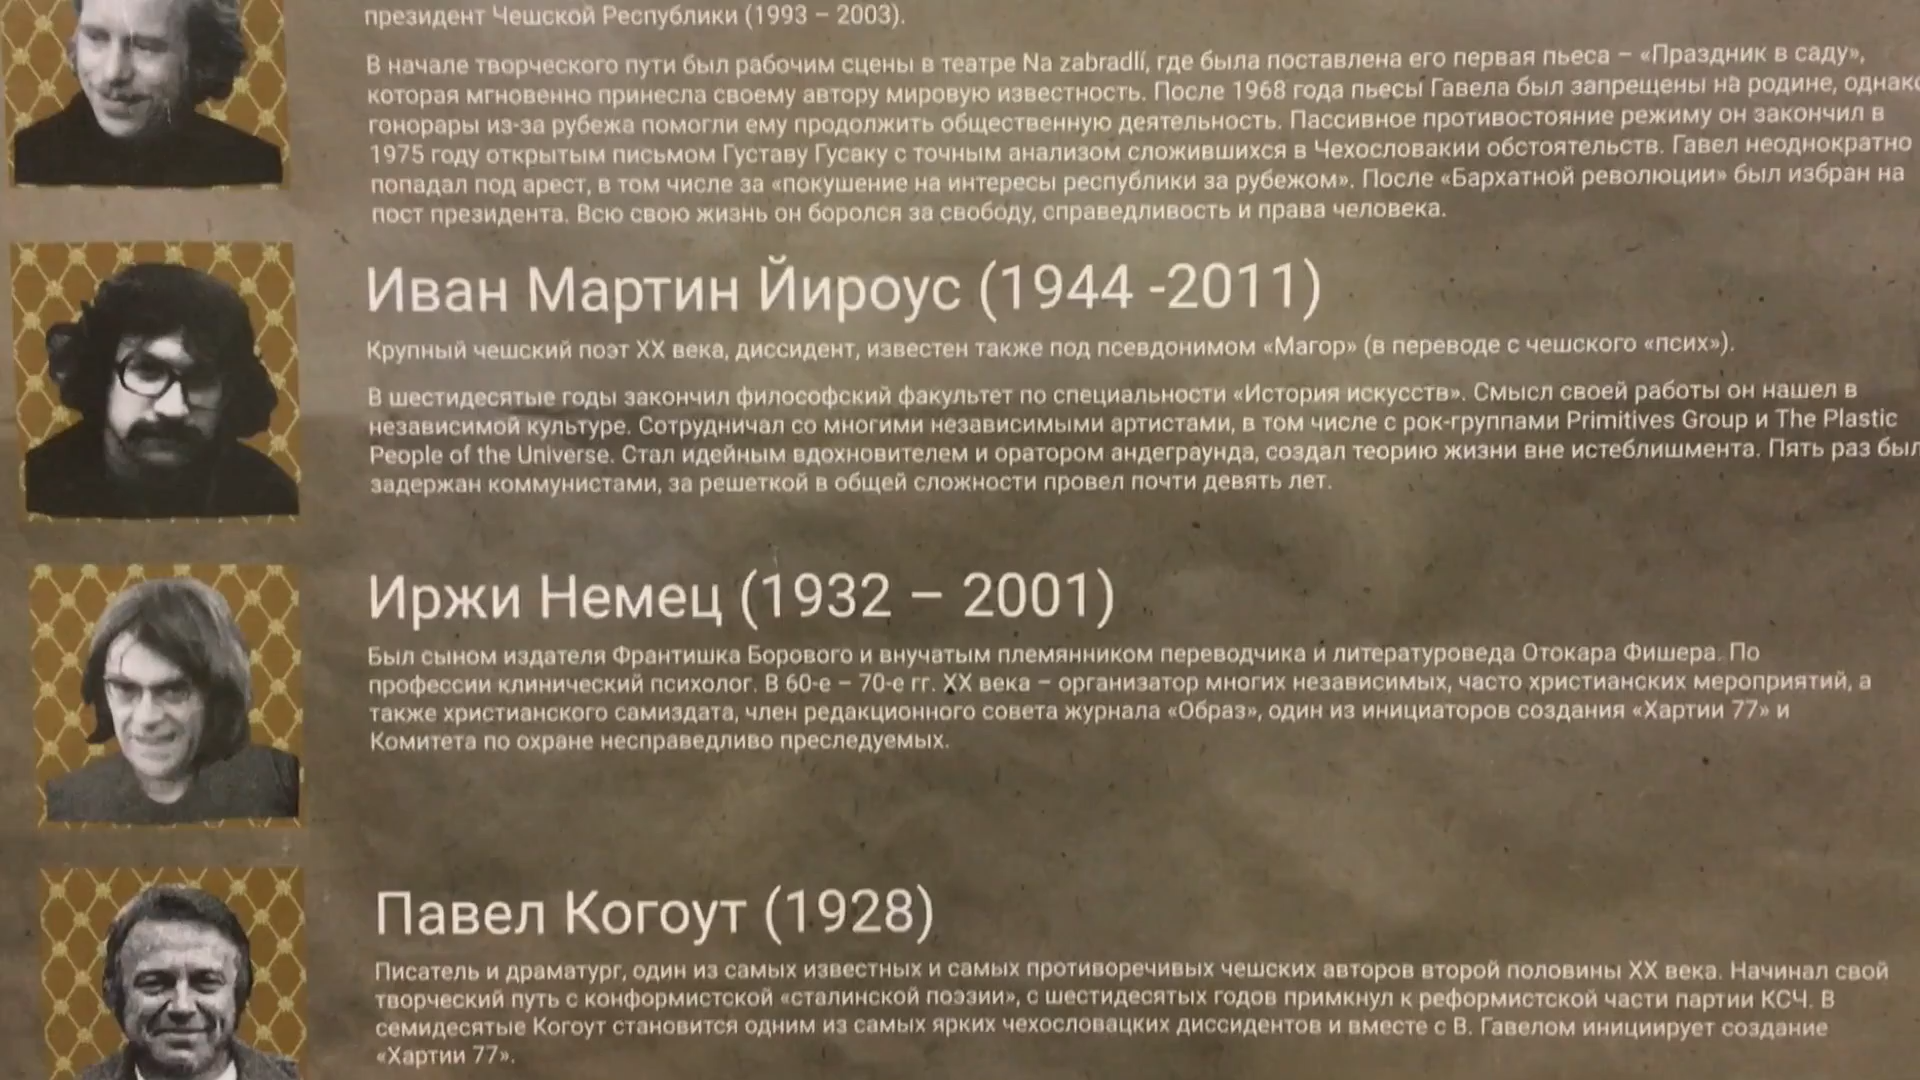 президент Чешской Республики (1993 – 2003).
В начале творческого пути был рабочим сцены в театре Na zabradlí, где была поставлена его первая пьеса – «Праздник в саду»,
которая мгновенно принесла своему автору мировую известность. После 1968 года пьесы Гавела был запрещены на родине, однако
гонорары из-за рубежа помогли ему продолжить общественную деятельность. Пассивное противостояние режиму он закончил в
1975 году открытым письмом Густаву Гусаку с точным анализом сложившихся в Чехословакии обстоятельств. Гавел неоднократно
попадал под арест, в том числе за «покушение на интересы республики за рубежом». После «Бархатной революции» был избран на
пост президента. Всю свою жизнь он боролся за свободу, справедливость и права человека.
Иван Мартин Йироус (1944 -2011)
Крупный чешский поэт XX века, диссидент, известен также под псевдонимом «Магор» (в переводе с чешского «псих»).
В шестидесятые годы закончил философский факультет по специальности «История искусств». Смысл своей работы он нашел в
независимой культуре. Сотрудничал со многими независимыми артистами, в том числе с рок-группами Primitives Group и The Plastic
People of the Universe. Стал идейным вдохновителем и оратором андеграунда, создал теорию жизни вне истеблишмента. Пять раз был
задержан коммунистами, за решеткой в общей сложности провел почти девять лет.
Иржи Немец (1932 – 2001)
Был сыном издателя Франтишка Борового и внучатым племянником переводчика и литературоведа Отокара Фишера. По
профессии клинический психолог. В 60-е – 70-е гг. XX века – организатор многих независимых, часто христианских мероприятий, а
также христианского самиздата, член редакционного совета журнала «Образ», один из инициаторов создания «Хартии 77» и
Комитета по охране несправедливо преследуемых.
Павел Когоут (1928)
Писатель и драматург, один из самых известных и самых противоречивых чешских авторов второй половины XX века. Начинал свой
творческий путь с конформистской «сталинской поэзии», с шестидесятых годов примкнул к реформистской части партии КСЧ. В
семидесятые Когоут становится одним из самых ярких чехословацких диссидентов и вместе с В. Гавелом инициирует создание
«Хартии 77».